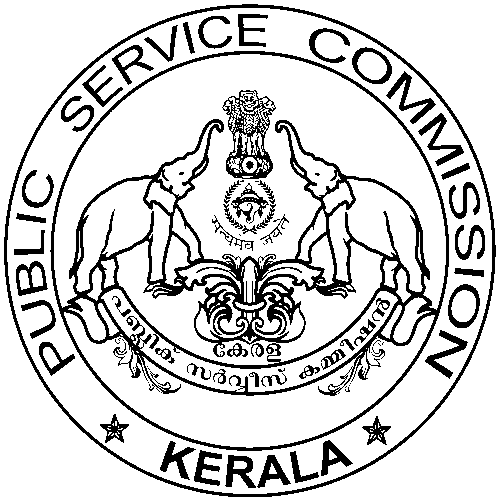 PUBLIC SERVICE COMMISSION
सत्यमेव जयते
കേരള
പബ്ലിക് സർവ്വീസ് കമ്മീഷൻ
KERALA